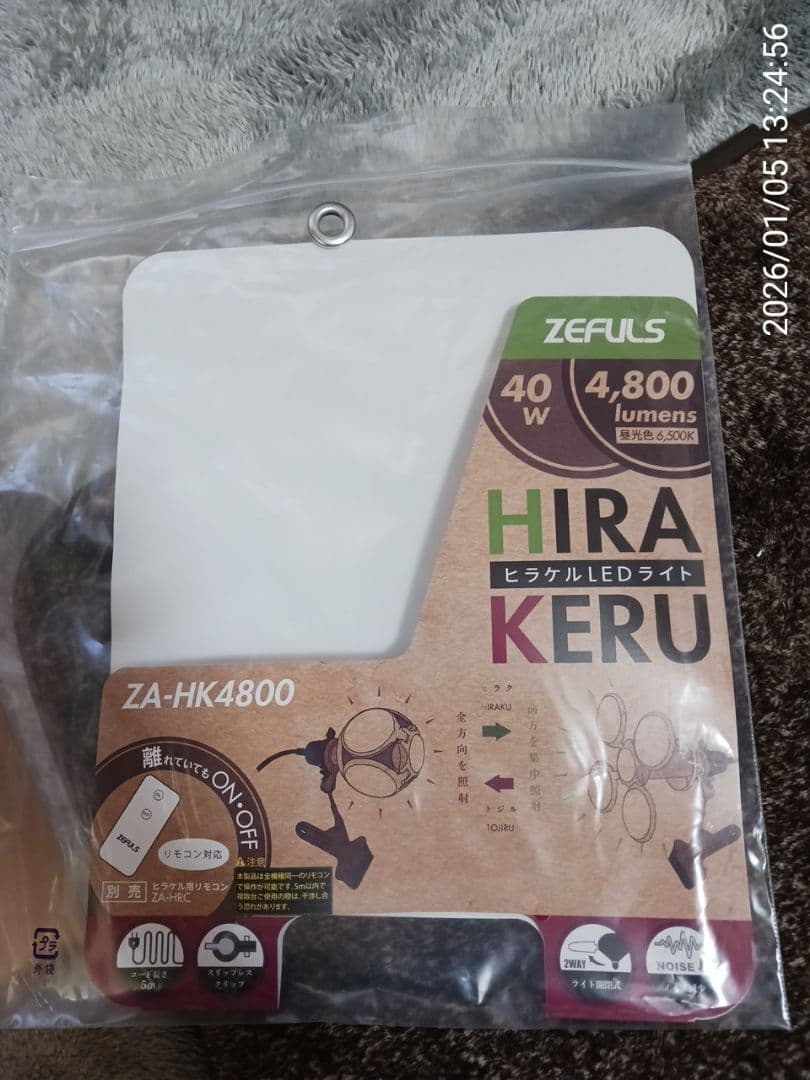 2026/01/05 13:24:56
ZEFULS
40
W
4,800
lumens
昼光色 6,500K
HIRA
ヒラケルLEDライト
KERU
ZA-HK4800
離れていてもON・OFF
ZEFULS
リモコン対応
別売
ヒラケル用リモコン
ZA-HRC
注意
本製品は全機種同一のリモコン
で操作が可能です。5m以内で
複数台ご使用の際は、干渉し合
う恐れがあります。
全方向を照射
ヒラク
HIRAKU
トジル
TOJIRU
前方を集中照射
プラ
外袋
コード長さ
5m
スリップレス
クリップ
2WAY
ライト開閉式
NOISE